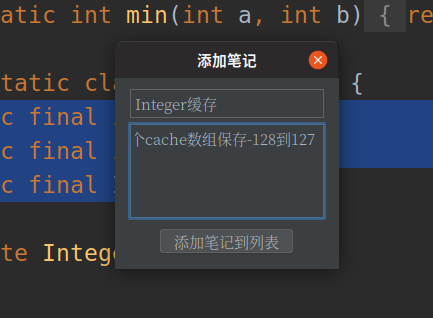 atic int min(int a, int b) { re
添加笔记
tatic cla {
Integer缓存
c final
个cache数组保存-128到127
c final
c final
添加笔记到列表
te Intege